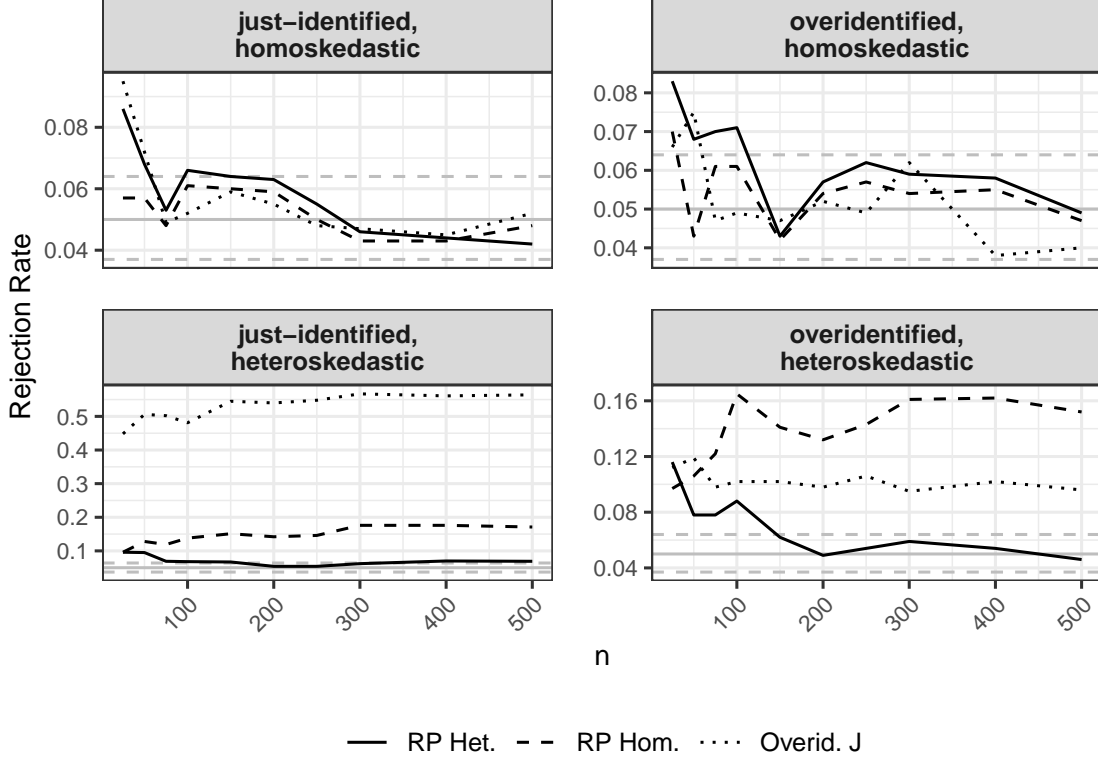 just−identified,
homoskedastic
overidentified,
homoskedastic
0.08
0.06
0.04
0.08
0.07
0.06
0.05
0.04
Rejection Rate
just−identified,
heteroskedastic
overidentified,
heteroskedastic
0.5
0.4
0.3
0.2
0.1
0.16
0.12
0.08
0.04
100
200
300
400
500
100
200
300
400
500
n
RP Het. RP Hom. Overid. J